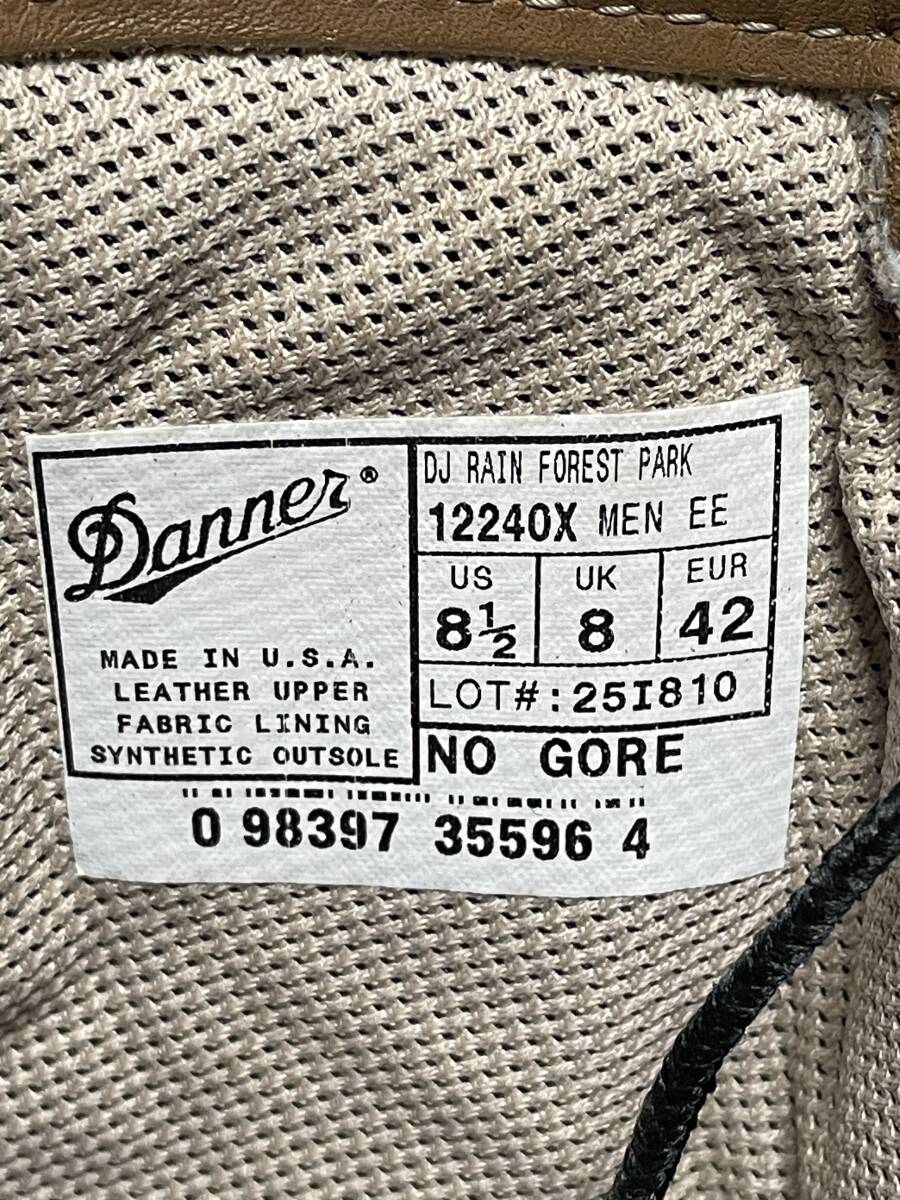 Danner®
MADE IN U.S.A.
LEATHER UPPER
FABRIC LINING
SYNTHETIC OUTSOLE
DJ RAIN FOREST PARK
12240X MEN EE
US UK EUR
8½ 8 42
LOT#:25I810
NO GORE
0 98397 35596 4